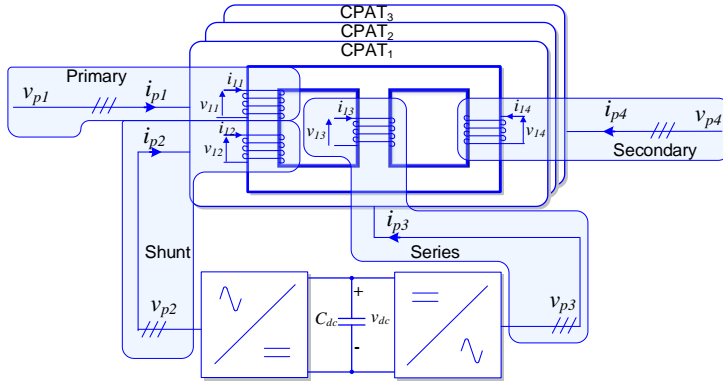 CPAT3
CPAT2
CPAT1
Primary
vp1
ip1
i11
v11
i12
v12
i13
v13
i14
v14
ip4
vp4
Secondary
ip2
ip3
Shunt
Series
vp2
Cdc
+
vdc
-
vp3